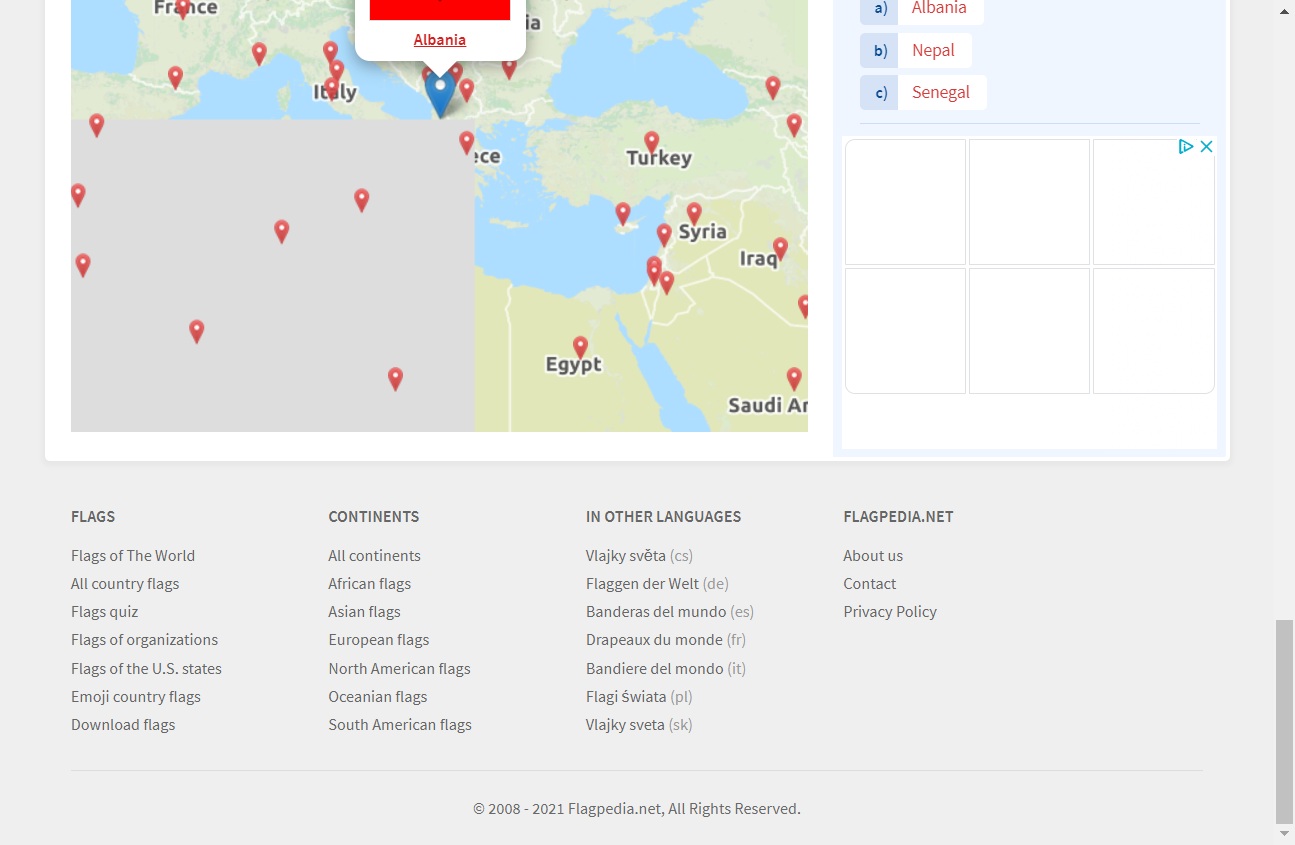 France
ia
Albania
Italy
ece
Turkey
Syria
Iraq
Egypt
Saudi Ar
a) Albania
b) Nepal
c) Senegal
FLAGS
Flags of The World
All country flags
Flags quiz
Flags of organizations
Flags of the U.S. states
Emoji country flags
Download flags
CONTINENTS
All continents
African flags
Asian flags
European flags
North American flags
Oceanian flags
South American flags
IN OTHER LANGUAGES
Vlajky světa (cs)
Flaggen der Welt (de)
Banderas del mundo (es)
Drapeaux du monde (fr)
Bandiere del mondo (it)
Flagi świata (pl)
Vlajky sveta (sk)
FLAGPEDIA.NET
About us
Contact
Privacy Policy
© 2008 - 2021 Flagpedia.net, All Rights Reserved.